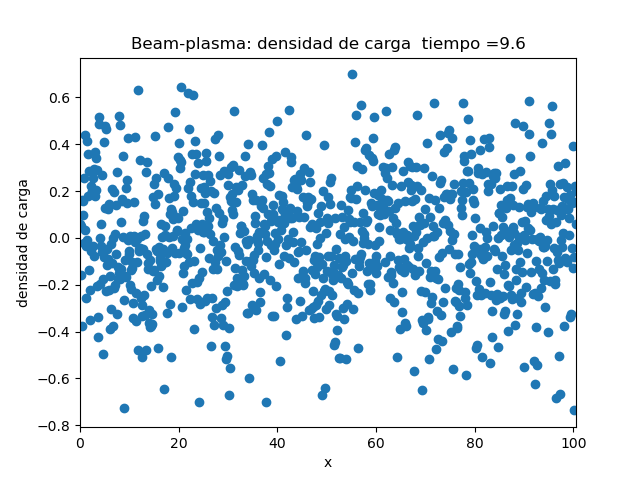 Beam-plasma: densidad de carga  tiempo =9.6
densidad de carga
0.6
0.4
0.2
0.0
−0.2
−0.4
−0.6
−0.8
0 20 40 60 80 100
x